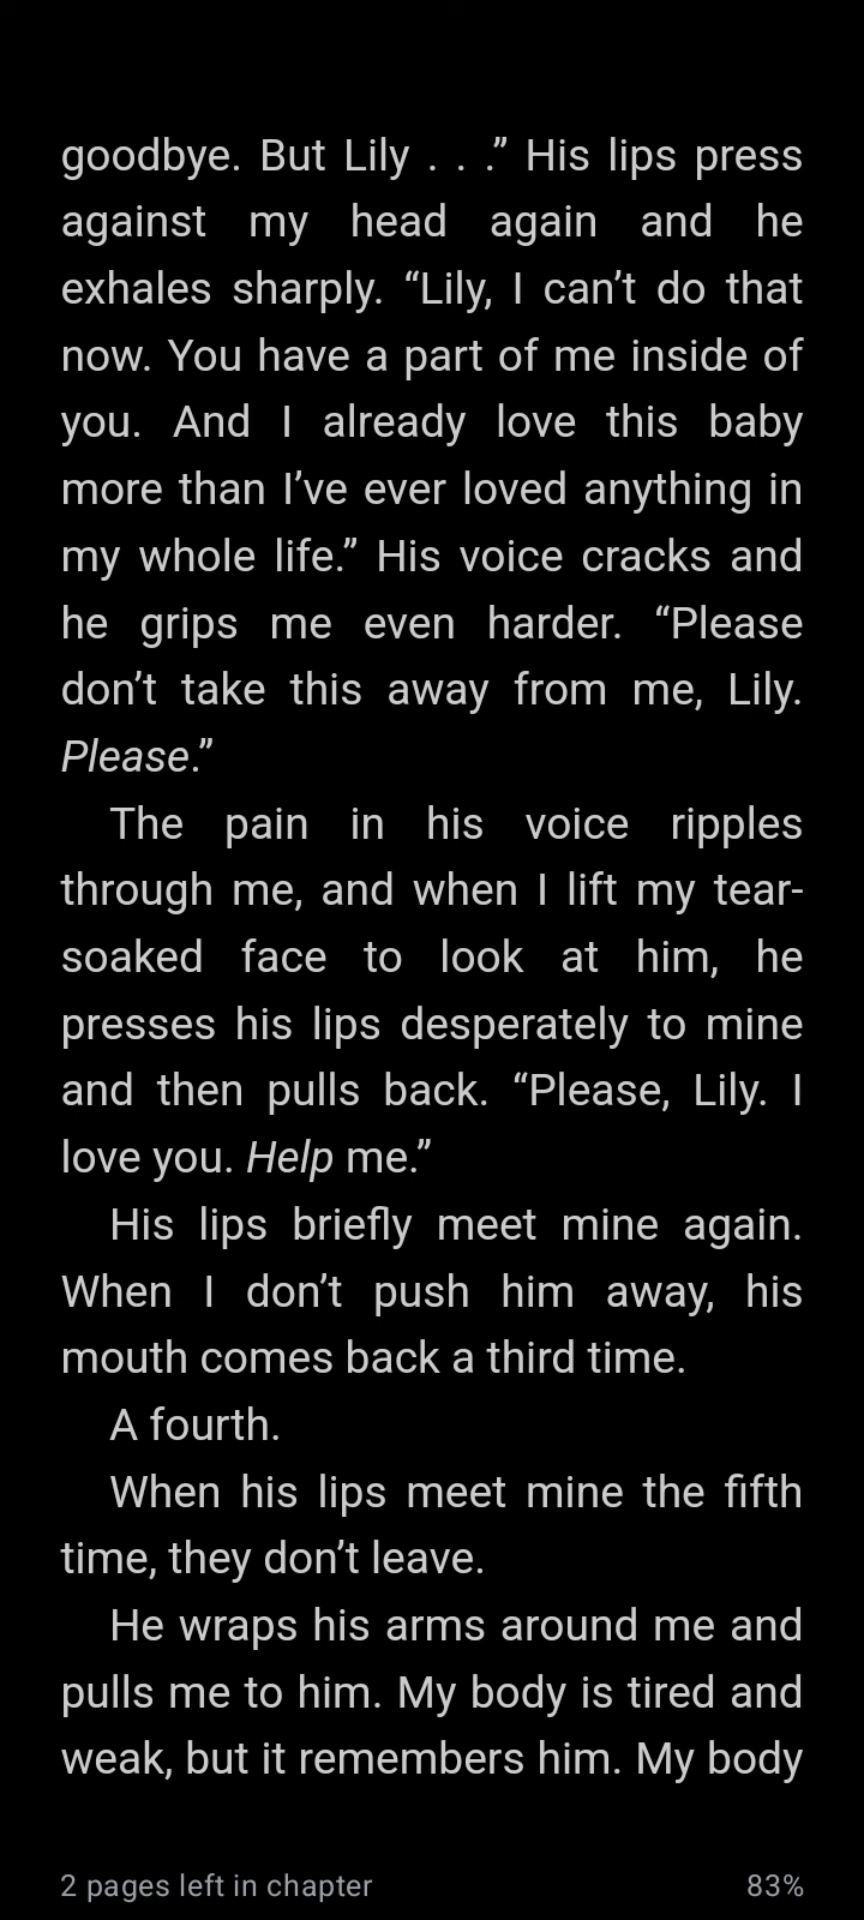 goodbye. But Lily . . .” His lips press
against my head again and he
exhales sharply. “Lily, I can’t do that
now. You have a part of me inside of
you. And I already love this baby
more than I’ve ever loved anything in
my whole life.” His voice cracks and
he grips me even harder. “Please
don’t take this away from me, Lily.
Please.”
The pain in his voice ripples
through me, and when I lift my tear-
soaked face to look at him, he
presses his lips desperately to mine
and then pulls back. “Please, Lily. I
love you. Help me.”
His lips briefly meet mine again.
When I don’t push him away, his
mouth comes back a third time.
A fourth.
When his lips meet mine the fifth
time, they don’t leave.
He wraps his arms around me and
pulls me to him. My body is tired and
weak, but it remembers him. My body
2 pages left in chapter 83%